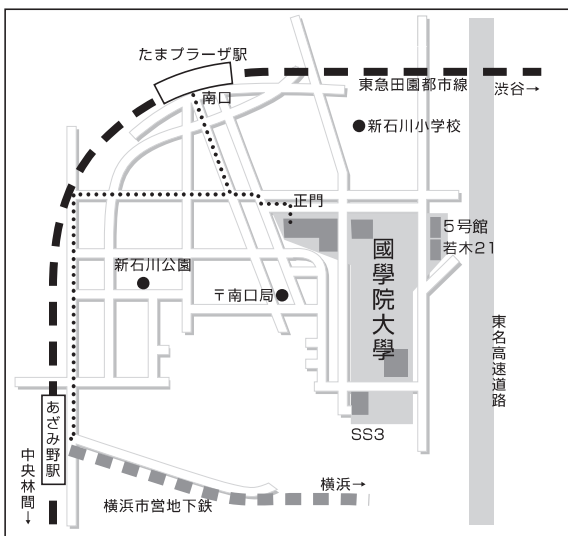 たまプラーザ駅
南口
東急田園都市線
渋谷→
●新石川小学校
正門
5号館
若木21
新石川公園
〒南口局
國學院大學
東名高速道路
SS3
あざみ野駅
中央林間→
横浜→
横浜市営地下鉄